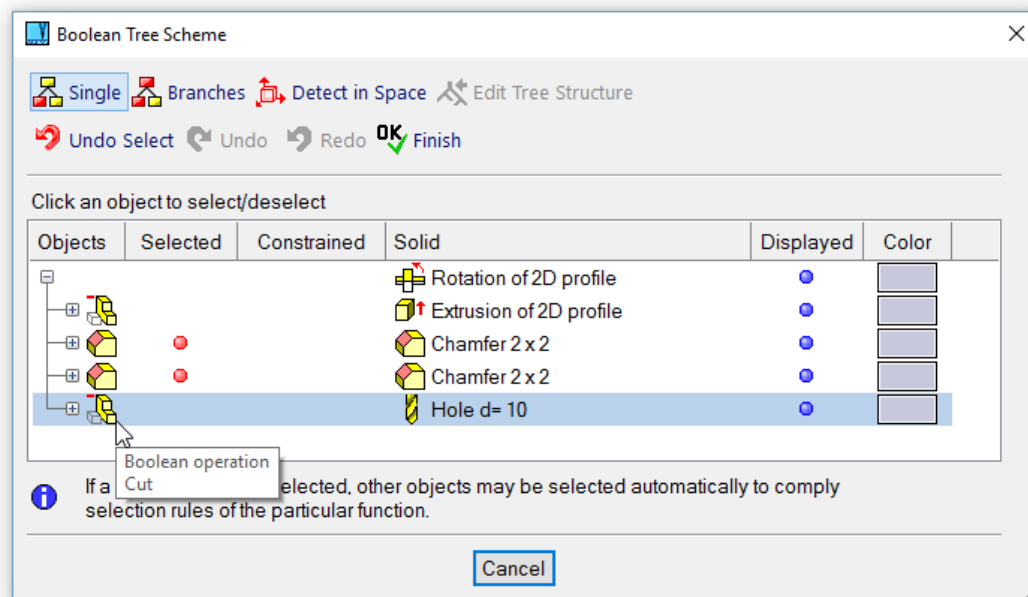 Boolean Tree Scheme
Single Branches Detect in Space Edit Tree Structure
Undo Select Undo Redo OK Finish
Click an object to select/deselect
Objects Selected Constrained Solid Displayed Color
Rotation of 2D profile
Extrusion of 2D profile
Chamfer 2 x 2
Chamfer 2 x 2
Hole d= 10
Boolean operation
Cut
If a elected, other objects may be selected automatically to comply
selection rules of the particular function.
Cancel